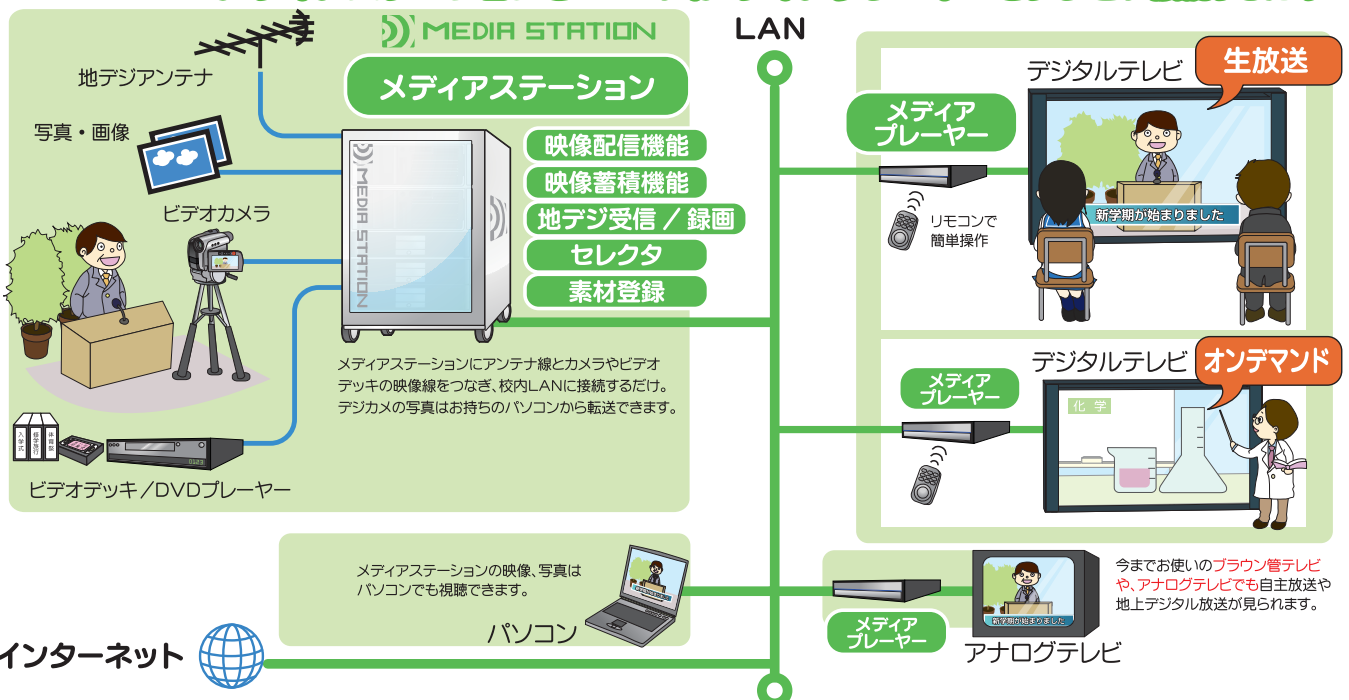 MEDIA STATION
メディアステーション
地デジアンテナ
写真・画像
ビデオカメラ
MEDIA STATION
映像配信機能
映像蓄積機能
地デジ受信 / 録画
セレクタ
素材登録
メディアステーションにアンテナ線とカメラやビデオ
デッキの映像線をつなぎ、校内LANに接続するだけ。
デジカメの写真はお持ちのパソコンから転送できます。
入学式
修学旅行
体育祭
0123
ビデオデッキ/DVDプレーヤー
LAN
デジタルテレビ
生放送
メディア
プレーヤー
リモコンで
簡単操作
新学期が始まりました
デジタルテレビ
オンデマンド
メディア
プレーヤー
化学
メディアステーションの映像、写真は
パソコンでも視聴できます。
パソコン
メディア
プレーヤー
新学期が始まりました
アナログテレビ
今までお使いのブラウン管テレビ
や、アナログテレビでも自主放送や
地上デジタル放送が見られます。
インターネット